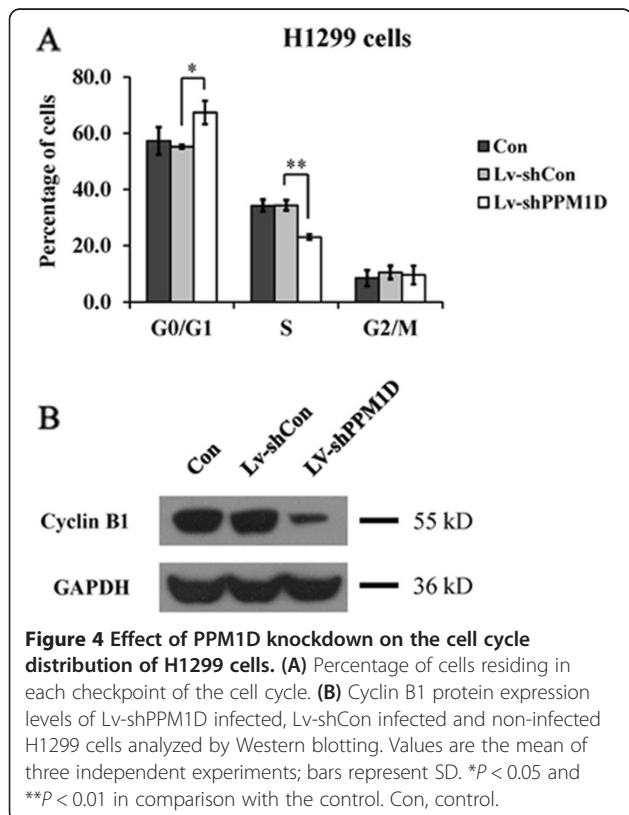 A
H1299 cells
Percentage of cells
80.0
60.0
40.0
20.0
0.0
*
**
G0/G1
S
G2/M
Con
Lv-shCon
Lv-shPPM1D
B
Con
Lv-shCon
Lv-shPPM1D
Cyclin B1
55 kD
GAPDH
36 kD
Figure 4 Effect of PPM1D knockdown on the cell cycle
distribution of H1299 cells. (A) Percentage of cells residing in
each checkpoint of the cell cycle. (B) Cyclin B1 protein expression
levels of Lv-shPPM1D infected, Lv-shCon infected and non-infected
H1299 cells analyzed by Western blotting. Values are the mean of
three independent experiments; bars represent SD. *P < 0.05 and
**P < 0.01 in comparison with the control. Con, control.